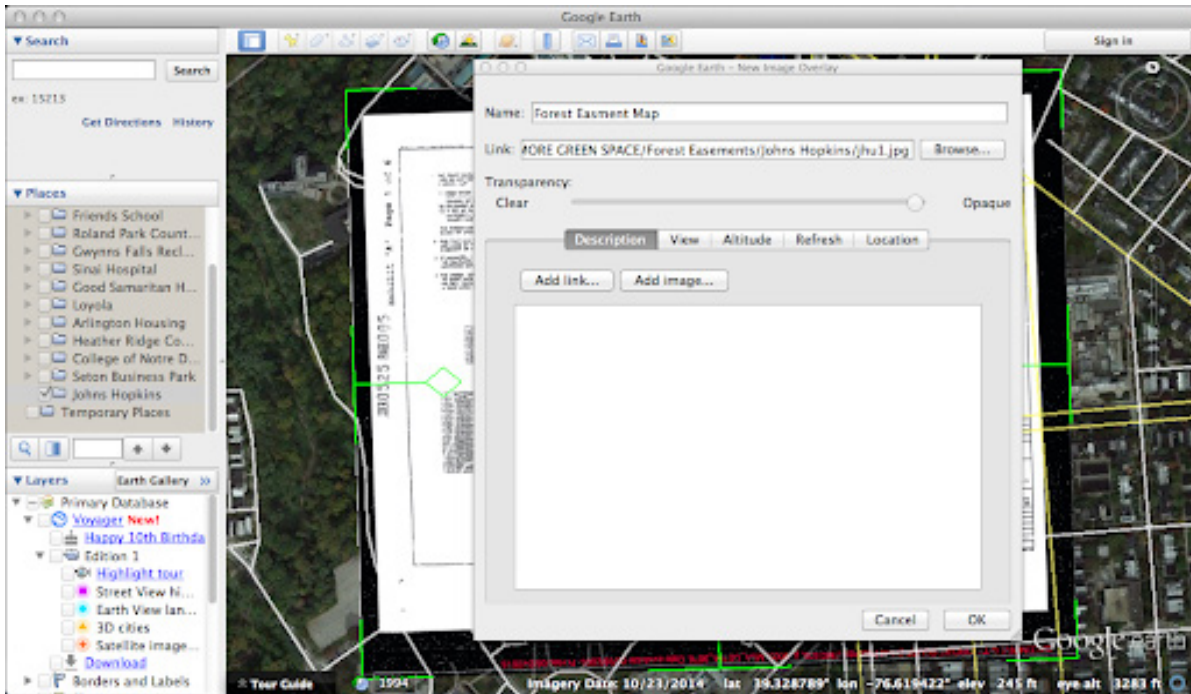 Google Earth
Search
Sign in
Search
ex: 15213
Get Directions History
Places
Friends School
Roland Park Count...
Gwynns Falls Recl...
Sinai Hospital
Good Samaritan H...
Loyola
Arlington Housing
Heather Ridge Co...
College of Notre D...
Seton Business Park
Johns Hopkins
Temporary Places
Layers
Earth Gallery »
Primary Database
Voyager New!
Happy 10th Birthda
Edition 1
Highlight tour
Street View hi...
Earth View lan...
3D cities
Satellite image...
Download
Borders and Labels
Google Earth - New Image Overlay
Name: Forest Easment Map
Link: MORE GREEN SPACE/Forest Easements/Johns Hopkins/jhu1.jpg Browse...
Transparency:
Clear Opaque
Description View Altitude Refresh Location
Add link... Add image...
Cancel OK
Exhibit "A" Page 1 of 6
Google earth
Tour Guide 1994 Imagery Date: 10/23/2014 lat 39.328789° lon -76.619422° elev 245 ft eye alt 3283 ft